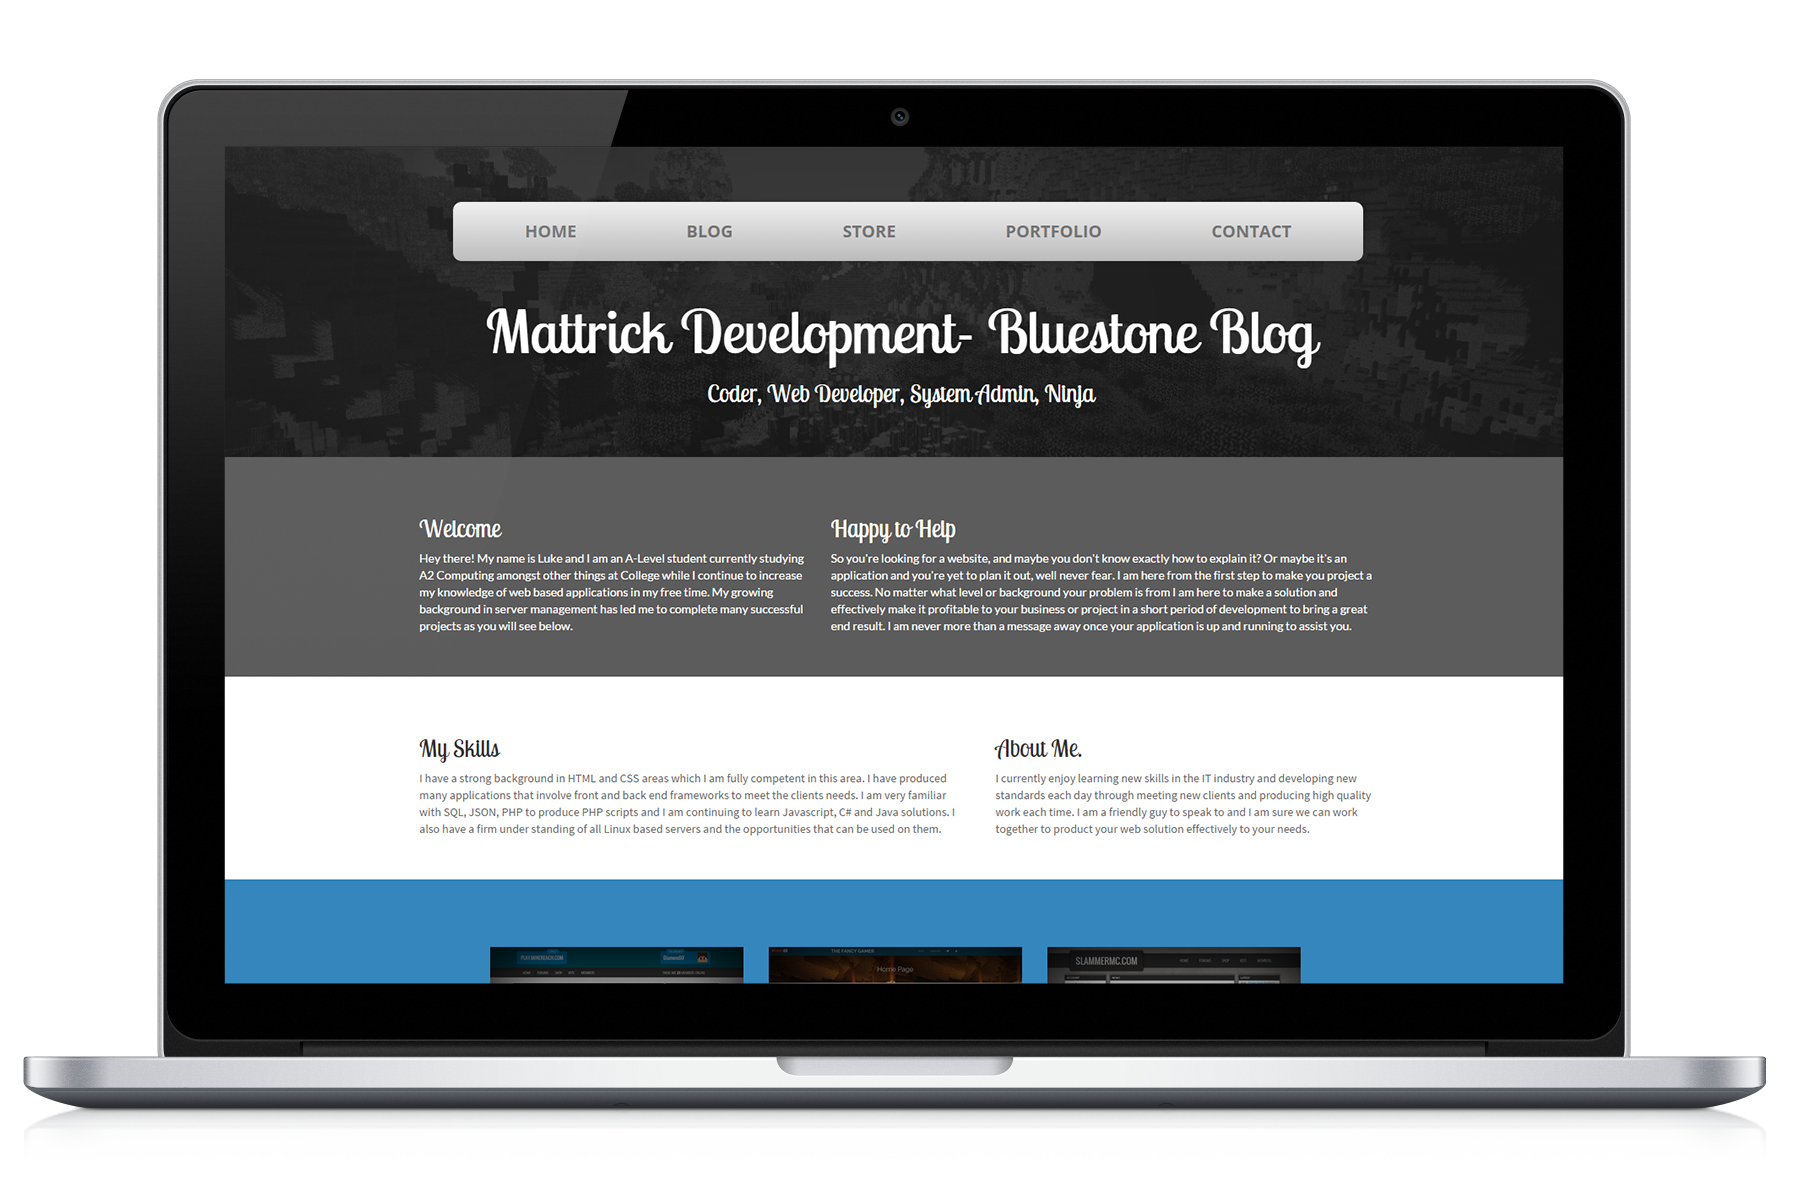 HOME BLOG STORE PORTFOLIO CONTACT
Mattrick Development- Bluestone Blog
Coder, Web Developer, System Admin, Ninja
Welcome
Hey there! My name is Luke and I am an A-Level student currently studying
A2 Computing amongst other things at College while I continue to increase
my knowledge of web based applications in my free time. My growing
background in server management has led me to complete many successful
projects as you will see below.
Happy to Help
So you're looking for a website, and maybe you don't know exactly how to explain it? Or maybe it's an
application and you're yet to plan it out, well never fear. I am here from the first step to make you project a
success. No matter what level or background your problem is from I am here to make a solution and
effectively make it profitable to your business or project in a short period of development to bring a great
end result. I am never more than a message away once your application is up and running to assist you.
My Skills
I have a strong background in HTML and CSS areas which I am fully competent in this area. I have produced
many applications that involve front and back end frameworks to meet the clients needs. I am very familiar
with SQL, JSON, PHP to produce PHP scripts and I am continuing to learn Javascript, C# and Java solutions. I
also have a firm under standing of all Linux based servers and the opportunities that can be used on them.
About Me.
I currently enjoy learning new skills in the IT industry and developing new
standards each day through meeting new clients and producing high quality
work each time. I am a friendly guy to speak to and I am sure we can work
together to product your web solution effectively to your needs.
HOME FORUMS SHOP
THE FANCY GAMER
Home Page
SLAMMERMC.COM
HOME FORUMS SHOP